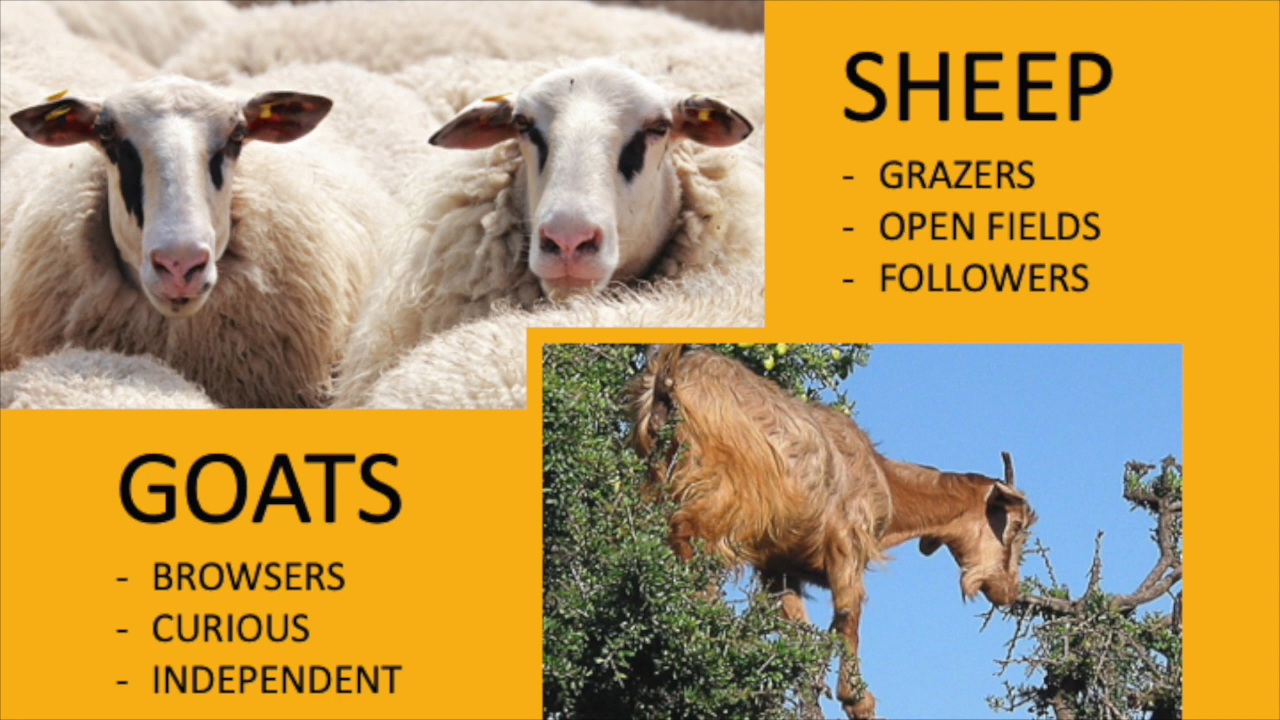 SHEEP
- GRAZERS
- OPEN FIELDS
- FOLLOWERS
GOATS
- BROWSERS
- CURIOUS
- INDEPENDENT